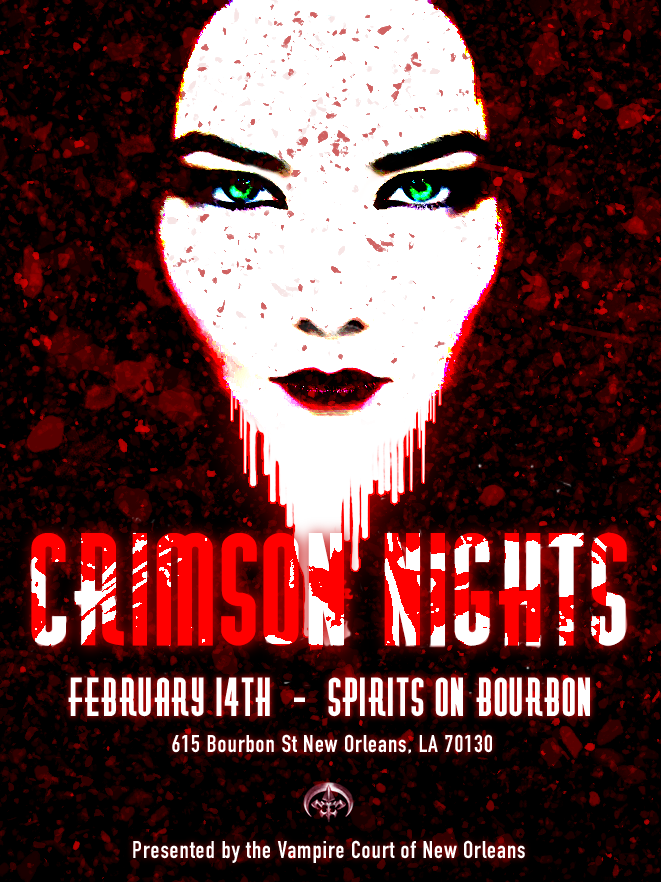 CRIMSON NIGHTS
FEBRUARY 14TH - SPIRITS ON BOURBON
615 Bourbon St New Orleans, LA 70130
Presented by the Vampire Court of New Orleans